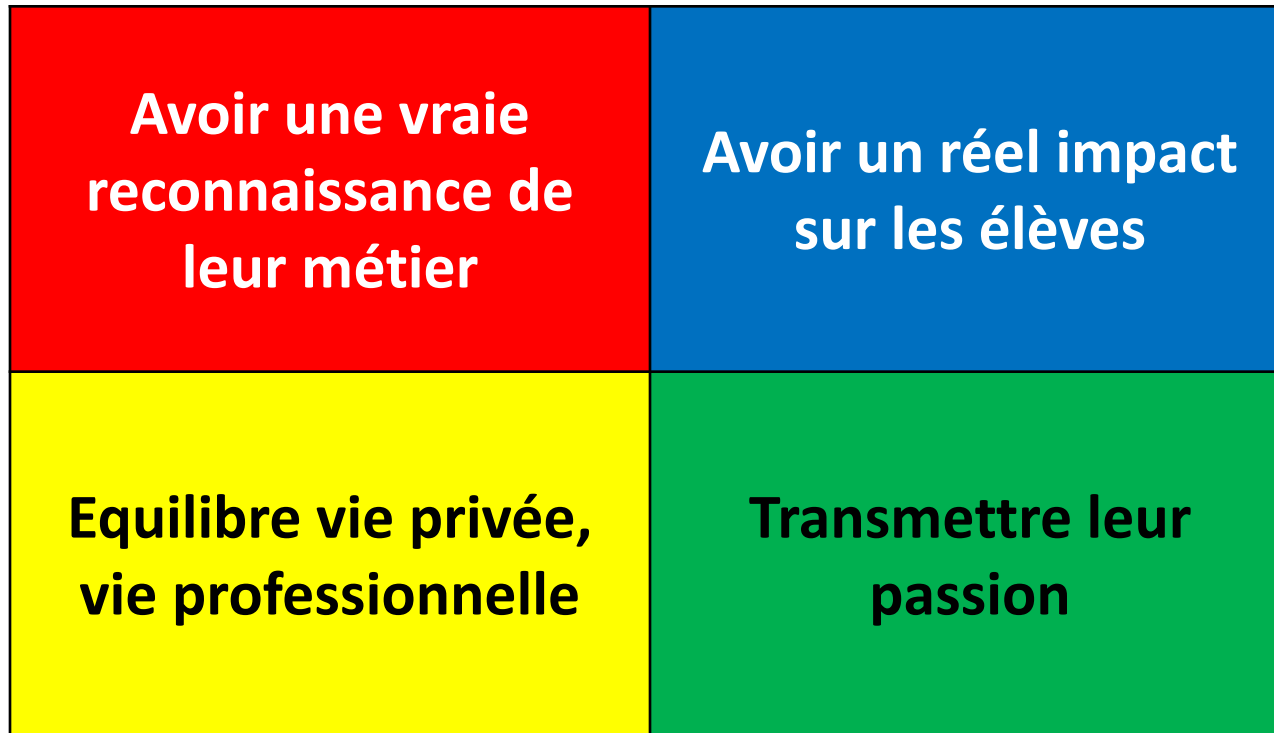 Avoir une vraie
reconnaissance de
leur métier
Avoir un réel impact
sur les élèves
Equilibre vie privée,
vie professionnelle
Transmettre leur
passion